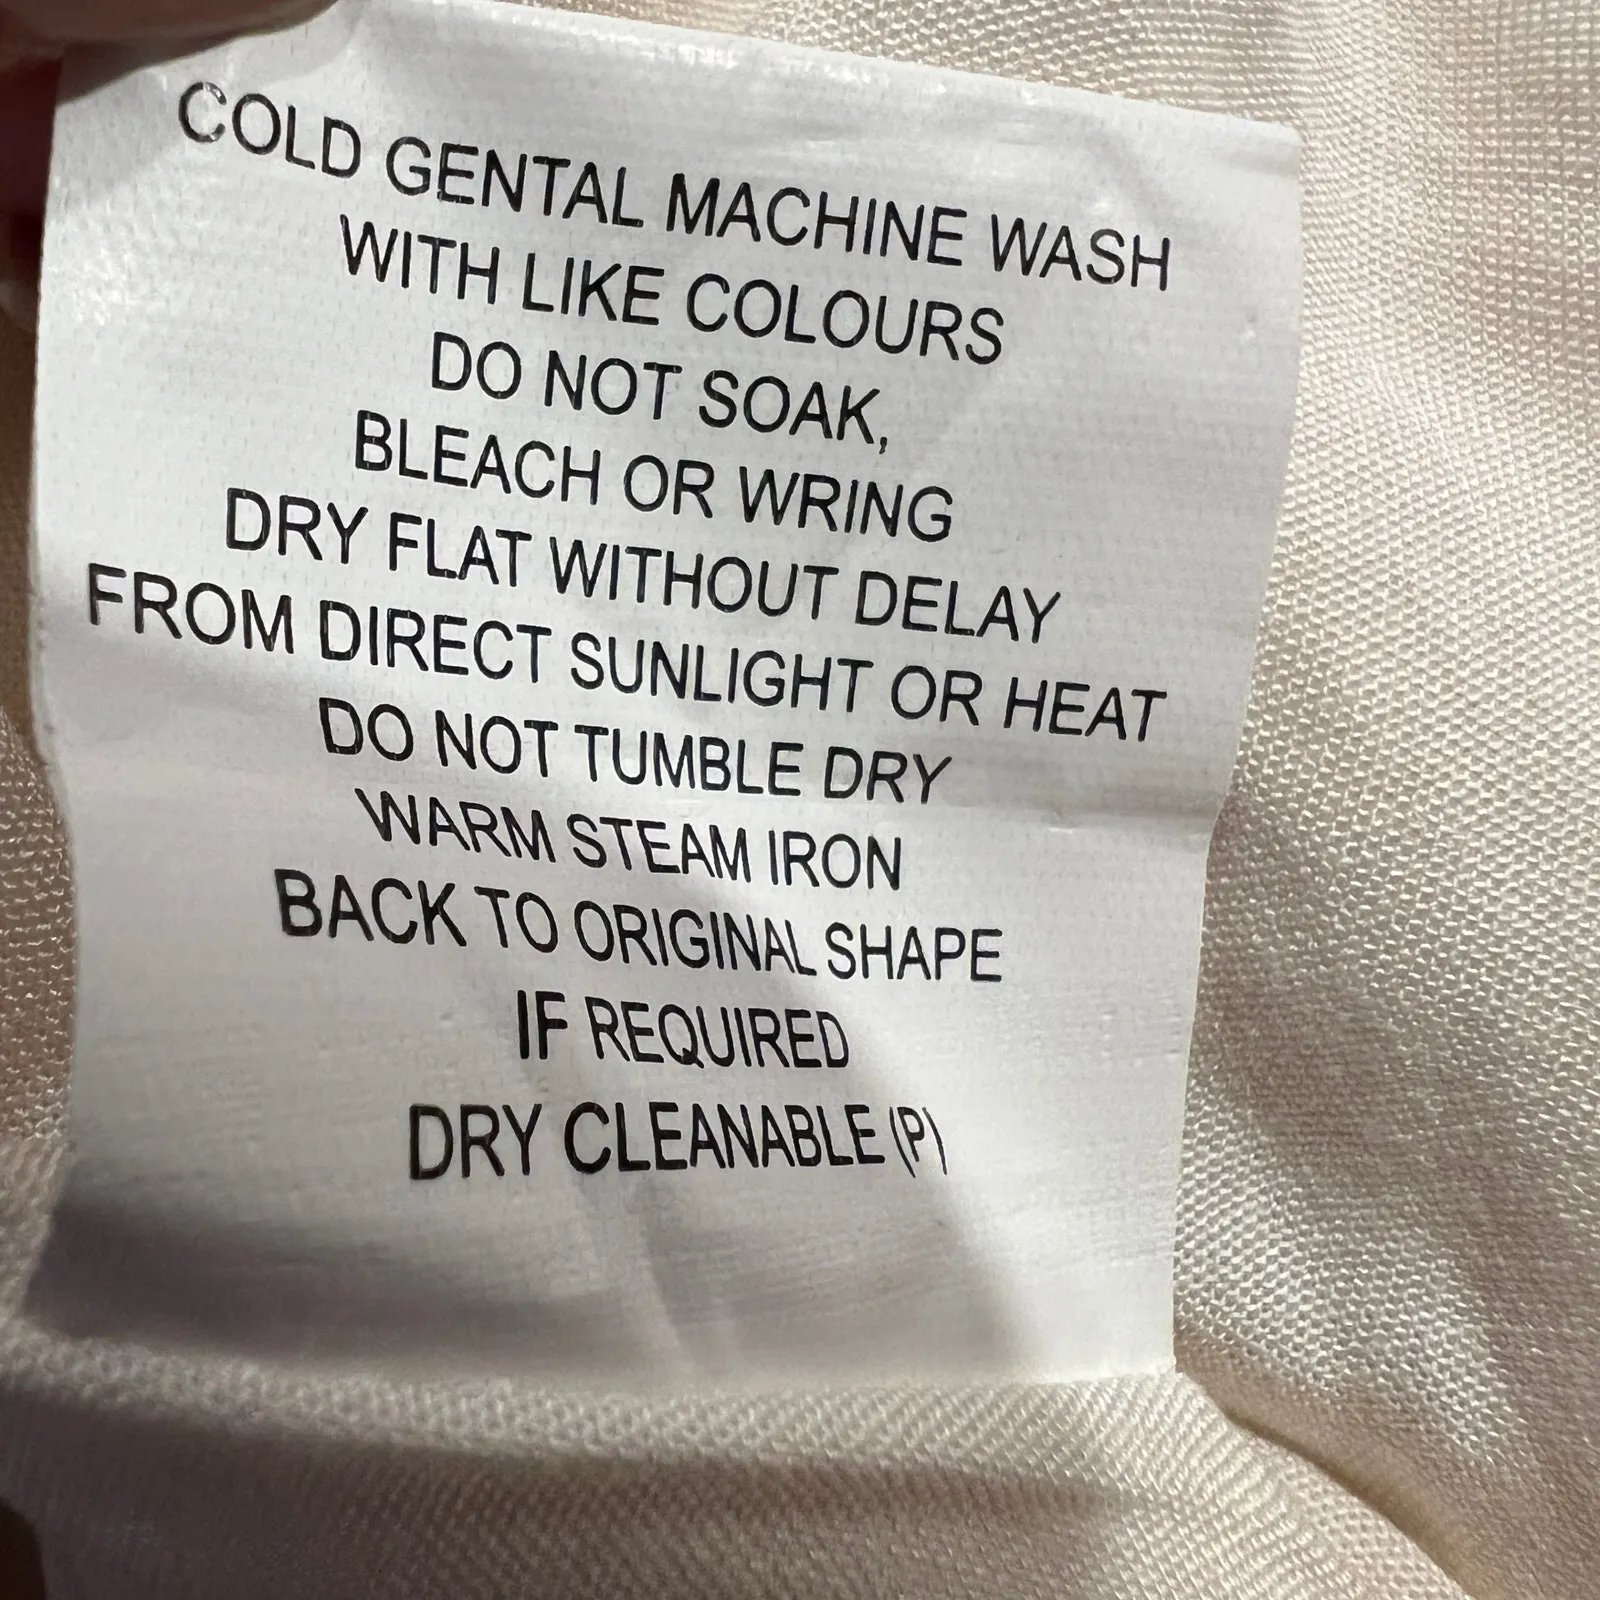 COLD GENTAL MACHINE WASH
WITH LIKE COLOURS
DO NOT SOAK,
BLEACH OR WRING
DRY FLAT WITHOUT DELAY
FROM DIRECT SUNLIGHT OR HEAT
DO NOT TUMBLE DRY
WARM STEAM IRON
BACK TO ORIGINAL SHAPE
IF REQUIRED
DRY CLEANABLE (P)